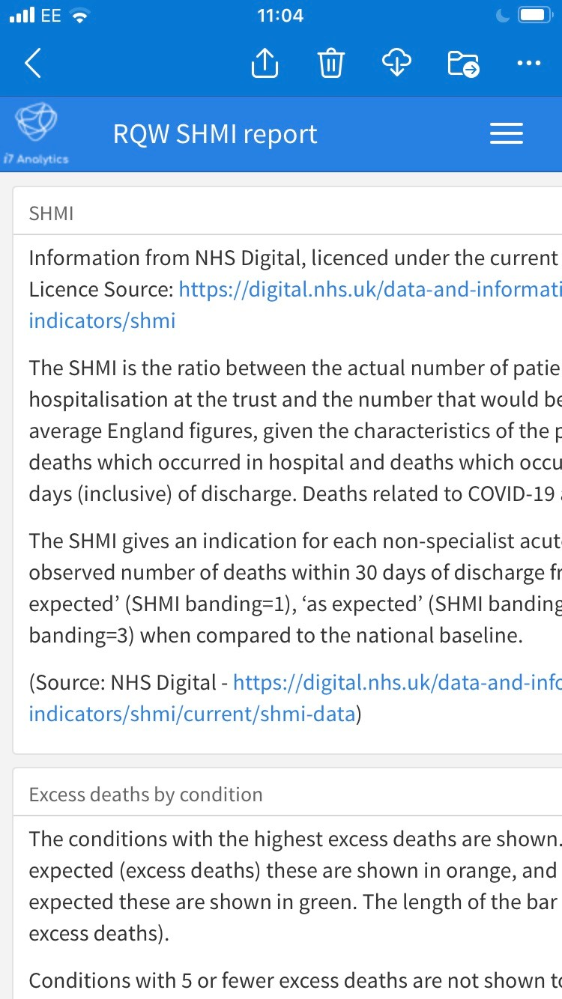 EE 11:04
i7 Analytics
RQW SHMI report
SHMI
Information from NHS Digital, licenced under the current
Licence Source: https://digital.nhs.uk/data-and-informati
indicators/shmi
The SHMI is the ratio between the actual number of patie
hospitalisation at the trust and the number that would be
average England figures, given the characteristics of the p
deaths which occurred in hospital and deaths which occu
days (inclusive) of discharge. Deaths related to COVID-19 a
The SHMI gives an indication for each non-specialist acut
observed number of deaths within 30 days of discharge fr
expected’ (SHMI banding=1), ‘as expected’ (SHMI banding
banding=3) when compared to the national baseline.
(Source: NHS Digital - https://digital.nhs.uk/data-and-info
indicators/shmi/current/shmi-data)
Excess deaths by condition
The conditions with the highest excess deaths are shown.
expected (excess deaths) these are shown in orange, and
expected these are shown in green. The length of the bar
excess deaths).
Conditions with 5 or fewer excess deaths are not shown to